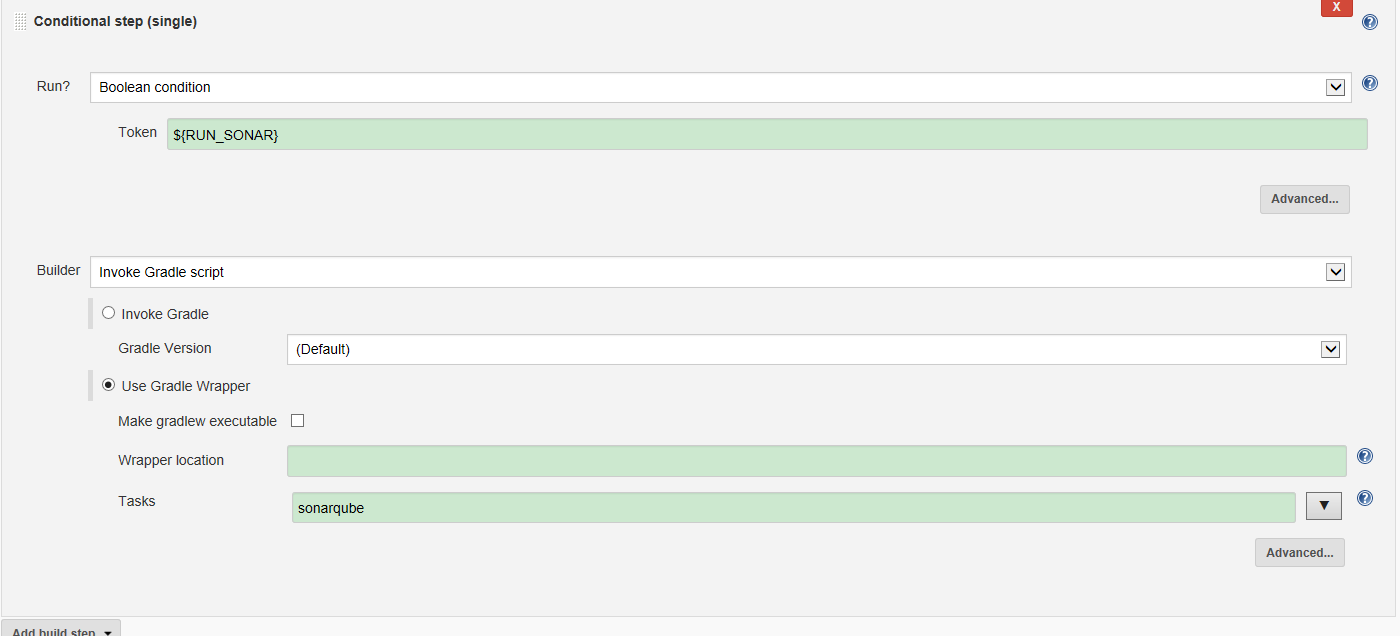 Conditional step (single)
X
Run?
Boolean condition
Token
${RUN_SONAR}
Advanced...
Builder
Invoke Gradle script
Invoke Gradle
Gradle Version
(Default)
Use Gradle Wrapper
Make gradlew executable
Wrapper location
Tasks
sonarqube
Advanced...
Add build step